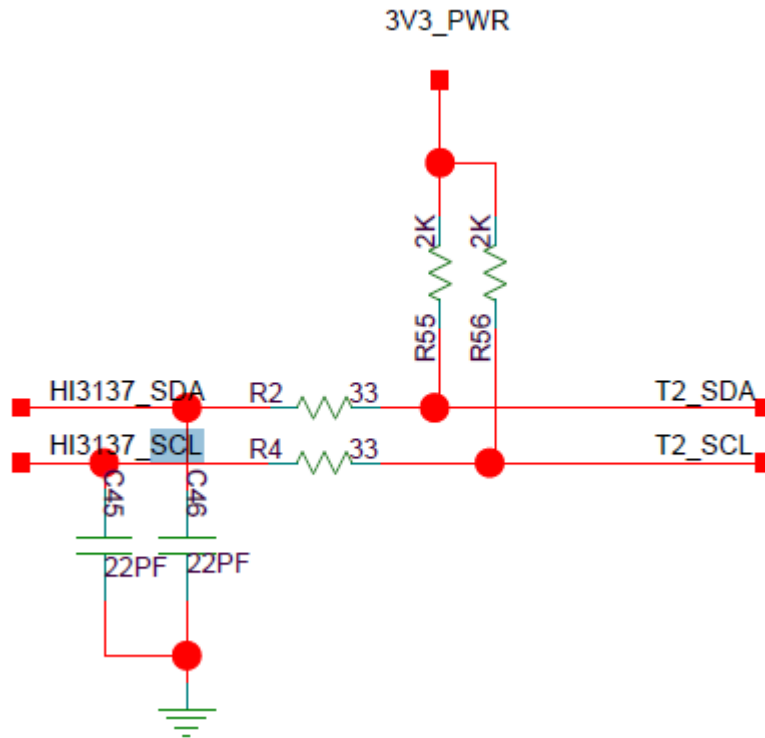 3V3_PWR
2K 2K
R55 R56
HI3137_SDA R2 33 T2_SDA
HI3137_SCL R4 33 T2_SCL
C45 C46
22PF 22PF